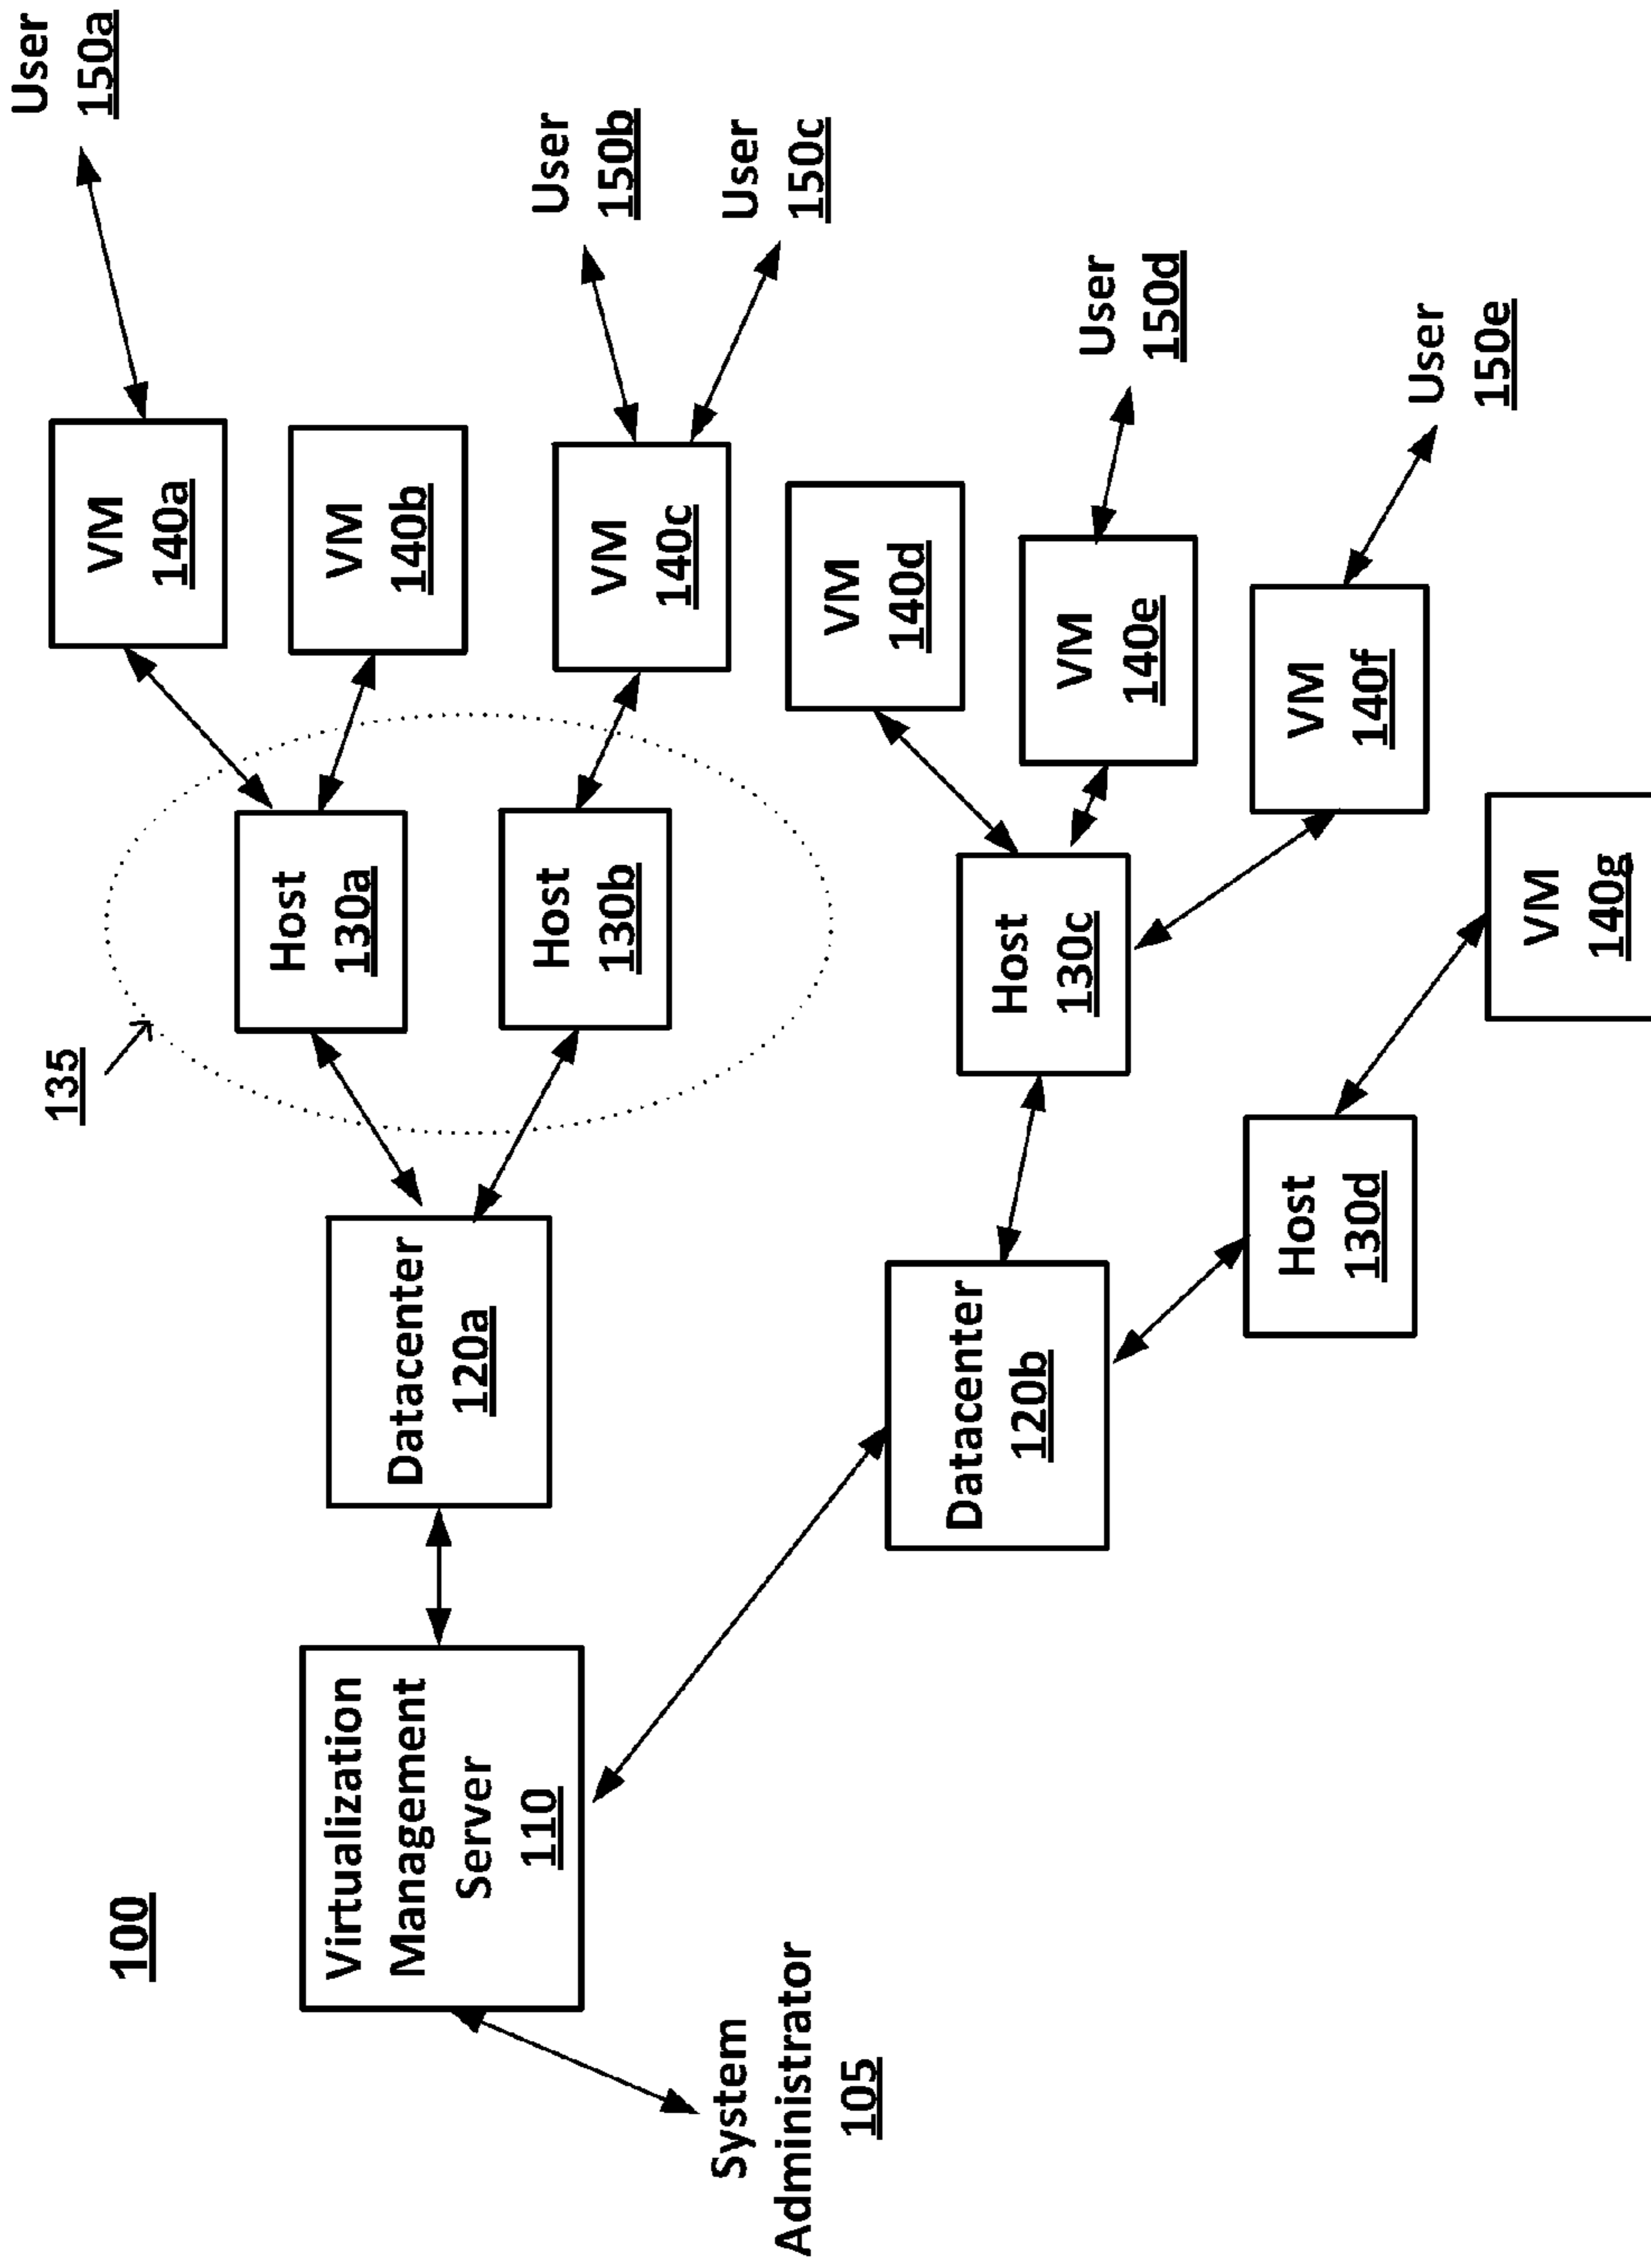 100
System
Administrator
105
Virtualization
Management
Server
110
Datacenter
120a
Datacenter
120b
135
Host
130a
Host
130b
Host
130c
Host
130d
VM
140a
VM
140b
VM
140c
VM
140d
VM
140e
VM
140f
VM
140g
User
150a
User
150b
User
150c
User
150d
User
150e